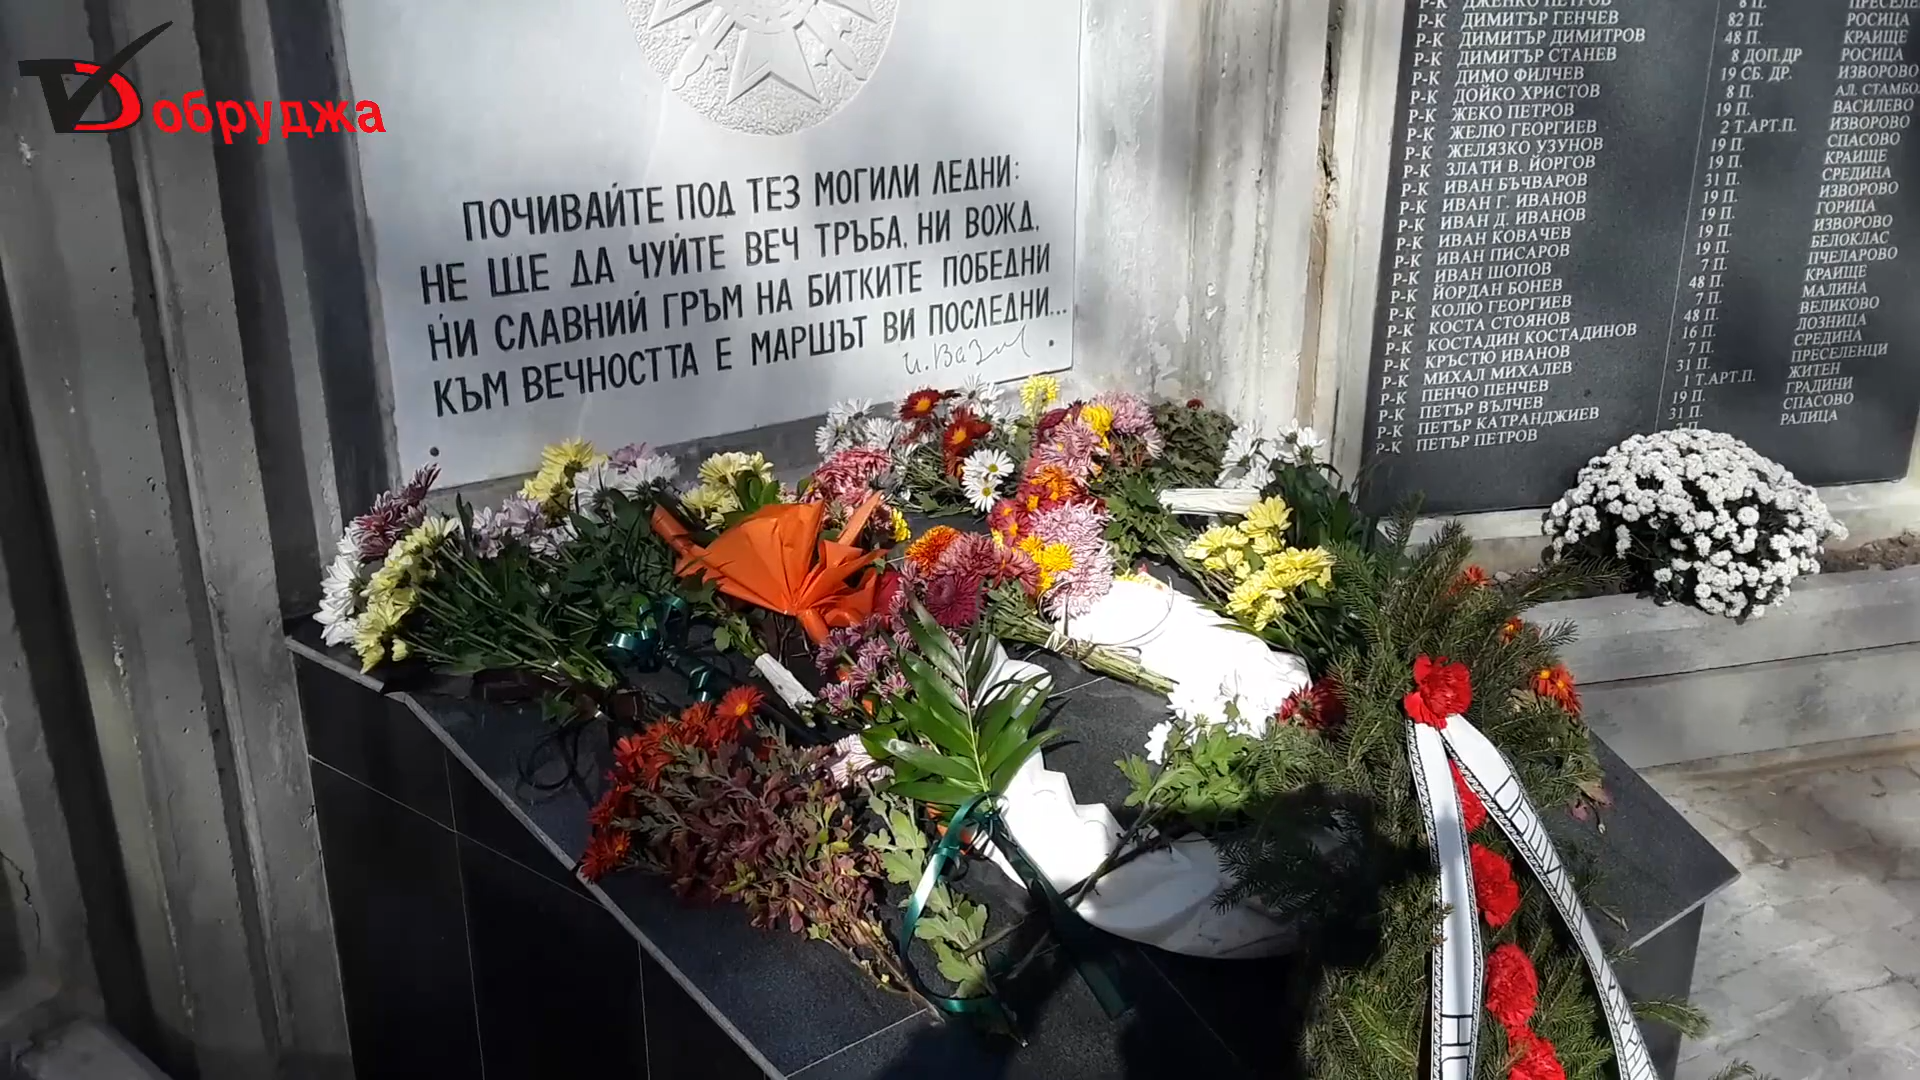 Добруджа
ПОЧИВАЙТЕ ПОД ТЕЗ МОГИЛИ ЛЕДНИ:
НЕ ЩЕ ДА ЧУЙТЕ ВЕЧ ТРЪБА, НИ ВОЖД,
НИ СЛАВНИЙ ГРЪМ НА БИТКИТЕ ПОБЕДНИ
КЪМ ВЕЧНОСТТА Е МАРШЪТ ВИ ПОСЛЕДНИ...
И. Вазов
Р-К ДЖЕНКО ПЕТРОВ 8 П. ПРЕСЕЛЕН
Р-К ДИМИТЪР ГЕНЧЕВ 82 П. РОСИЦА
Р-К ДИМИТЪР ДИМИТРОВ 48 П. КРАИЩЕ
Р-К ДИМИТЪР СТАНЕВ 8 ДОП.ДР РОСИЦА
Р-К ДИМО ФИЛЧЕВ 19 СБ. ДР. ИЗВОРОВО
Р-К ДОЙКО ХРИСТОВ 8 П. АЛ. СТАМБО
Р-К ЖЕКО ПЕТРОВ 19 П. ВАСИЛЕВО
Р-К ЖЕЛЮ ГЕОРГИЕВ 2 Т.АРТ.П. ИЗВОРОВО
Р-К ЖЕЛЯЗКО УЗУНОВ 19 П. СПАСОВО
Р-К ЗЛАТИ В. ЙОРГОВ 19 П. КРАИЩЕ
Р-К ИВАН БЪЧВАРОВ 31 П. СРЕДИНА
Р-К ИВАН Г. ИВАНОВ 19 П. ИЗВОРОВО
Р-К ИВАН Д. ИВАНОВ 19 П. ГОРИЦА
Р-К ИВАН КОВАЧЕВ 19 П. ИЗВОРОВО
Р-К ИВАН ПИСАРОВ 19 П. БЕЛОКЛАС
Р-К ИВАН ШОПОВ 7 П. ПЧЕЛАРОВО
Р-К ЙОРДАН БОНЕВ 48 П. КРАИЩЕ
Р-К КОЛЮ ГЕОРГИЕВ 7 П. МАЛИНА
Р-К КОСТА СТОЯНОВ 48 П. ВЕЛИКОВО
Р-К КОСТАДИН КОСТАДИНОВ 16 П. ЛОЗНИЦА
Р-К КРЪСТЮ ИВАНОВ 7 П. СРЕДИНА
Р-К МИХАЛ МИХАЛЕВ 31 П. ПРЕСЕЛЕНЦИ
Р-К ПЕНЧО ПЕНЧЕВ 1 Т.АРТ.П. ЖИТЕН
Р-К ПЕТЪР ВЪЛЧЕВ 19 П. ГРАДИНИ
Р-К ПЕТЪР КАТРАНДЖИЕВ 31 П. СПАСОВО
Р-К ПЕТЪР ПЕТРОВ 7 П. РАЛИЦА